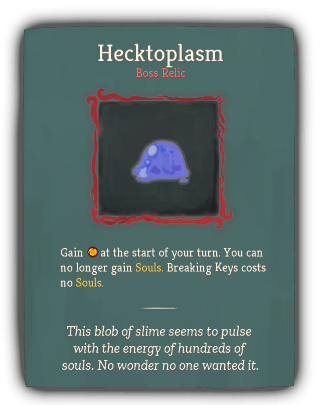 Hecktoplasm
Boss Relic
Gain at the start of your turn. You can
no longer gain Souls. Breaking Keys costs
no Souls.
This blob of slime seems to pulse
with the energy of hundreds of
souls. No wonder no one wanted it.